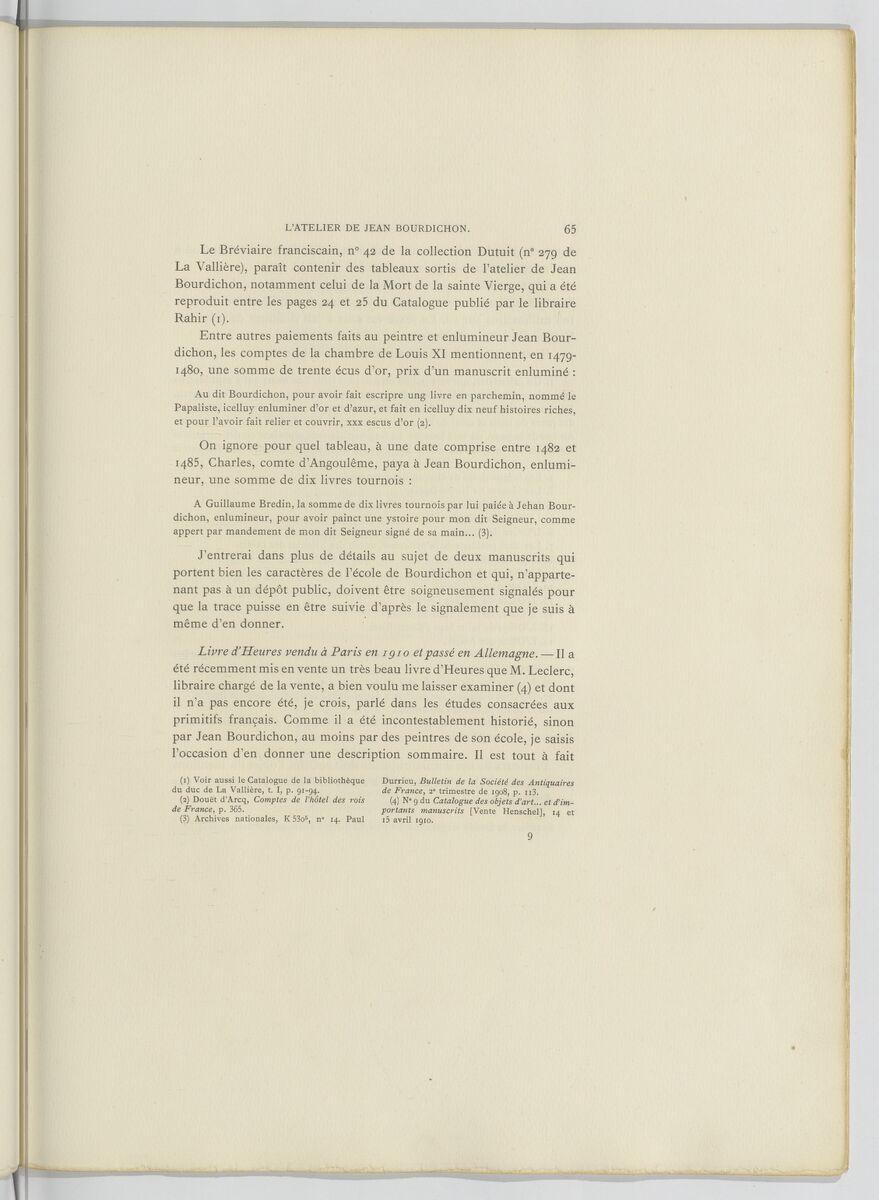 L'ATELIER DE JEAN BOURDICHON. 65
Le Bréviaire franciscain, n° 42 de la collection Dutuit (n° 279 de
La Vallière), paraît contenir des tableaux sortis de l'atelier de Jean
Bourdichon, notamment celui de la Mort de la sainte Vierge, qui a été
reproduit entre les pages 24 et 25 du Catalogue publié par le libraire
Rahir (1).
Entre autres paiements faits au peintre et enlumineur Jean Bour-
dichon, les comptes de la chambre de Louis XI mentionnent, en 1479-
1480, une somme de trente écus d'or, prix d'un manuscrit enluminé :
Au dit Bourdichon, pour avoir fait escripre ung livre en parchemin, nommé le
Papaliste, icelluy enluminer d'or et d'azur, et fait en icelluy dix neuf histoires riches,
et pour l'avoir fait relier et couvrir, xxx escus d'or (2).
On ignore pour quel tableau, à une date comprise entre 1482 et
1485, Charles, comte d'Angoulême, paya à Jean Bourdichon, enlumi-
neur, une somme de dix livres tournois :
A Guillaume Bredin, la somme de dix livres tournois par lui paiée à Jehan Bour-
dichon, enlumineur, pour avoir painct une ystoire pour mon dit Seigneur, comme
appert par mandement de mon dit Seigneur signé de sa main... (3).
J'entrerai dans plus de détails au sujet de deux manuscrits qui
portent bien les caractères de l'école de Bourdichon et qui, n'apparte-
nant pas à un dépôt public, doivent être soigneusement signalés pour
que la trace puisse en être suivie d'après le signalement que je suis à
même d'en donner.
Livre d'Heures vendu à Paris en 1910 et passé en Allemagne. — Il a
été récemment mis en vente un très beau livre d'Heures que M. Leclerc,
libraire chargé de la vente, a bien voulu me laisser examiner (4) et dont
il n'a pas encore été, je crois, parlé dans les études consacrées aux
primitifs français. Comme il a été incontestablement historié, sinon
par Jean Bourdichon, au moins par des peintres de son école, je saisis
l'occasion d'en donner une description sommaire. Il est tout à fait
(1) Voir aussi le Catalogue de la bibliothèque
du duc de La Vallière, t. I, p. 91-94.
(2) Douët d'Arcq, Comptes de l'hôtel des rois
de France, p. 365.
(3) Archives nationales, K 530⁵, n° 14. Paul
Durrieu, Bulletin de la Société des Antiquaires
de France, 2° trimestre de 1908, p. 113.
(4) N° 9 du Catalogue des objets d'art... et d'im-
portants manuscrits [Vente Henschel], 14 et
15 avril 1910.
9